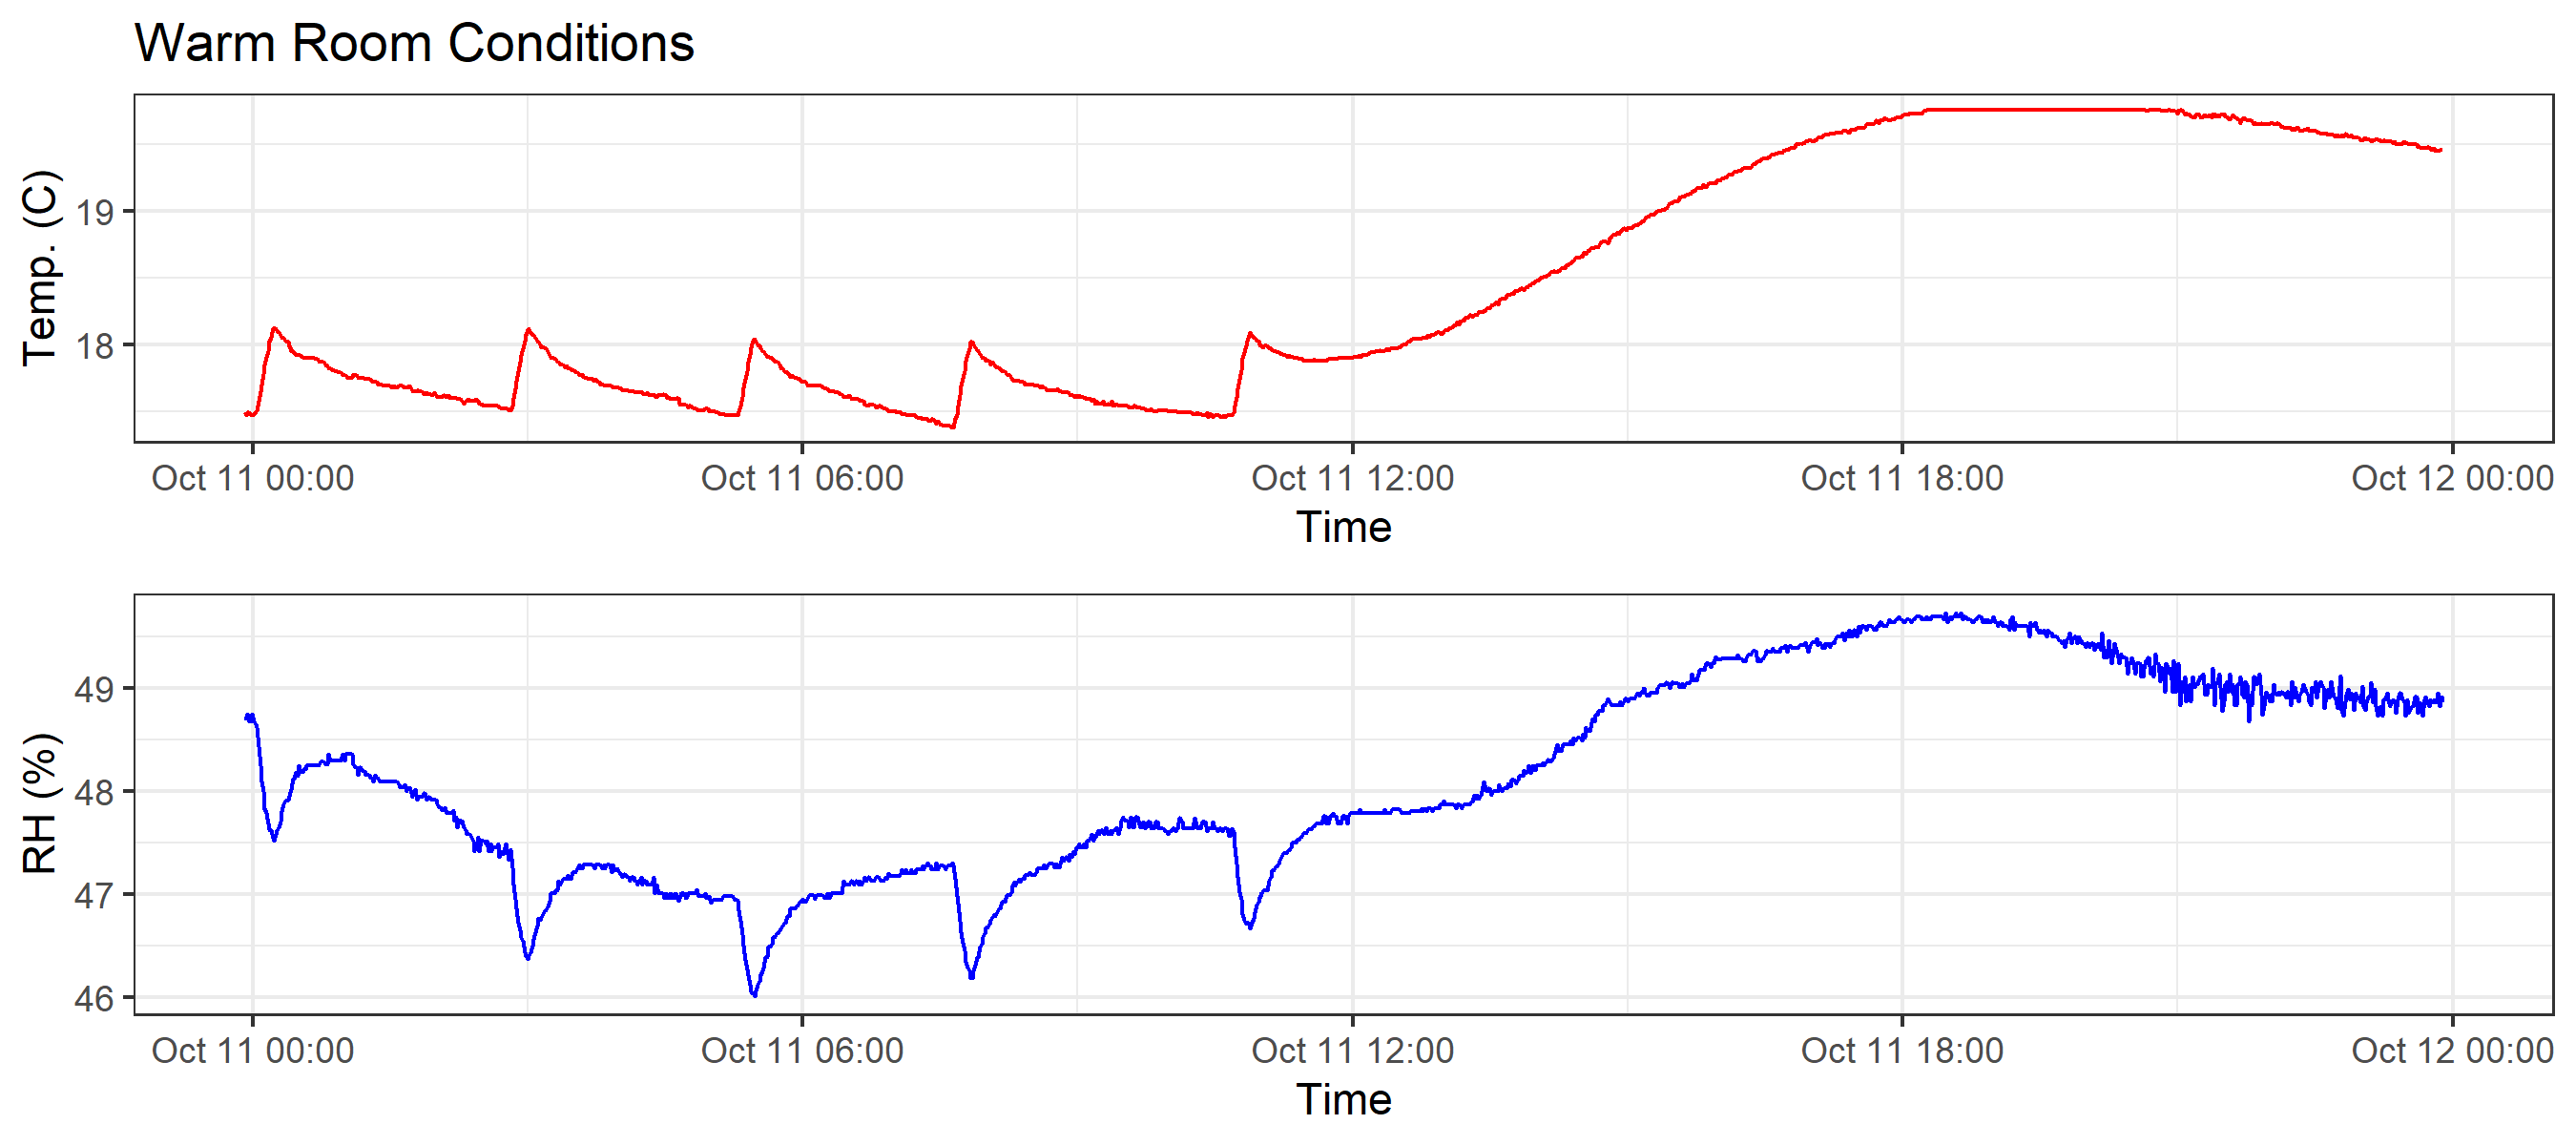 Warm Room Conditions
Temp. (C)
19
18
Oct 11 00:00 Oct 11 06:00 Oct 11 12:00 Oct 11 18:00 Oct 12 00:00
Time
RH (%)
49
48
47
46
Oct 11 00:00 Oct 11 06:00 Oct 11 12:00 Oct 11 18:00 Oct 12 00:00
Time